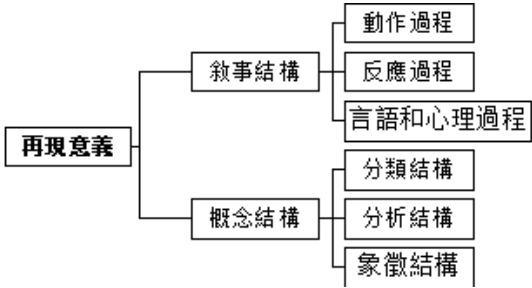 再現意義
敘事結構
動作過程
反應過程
言語和心理過程
概念結構
分類結構
分析結構
象徵結構